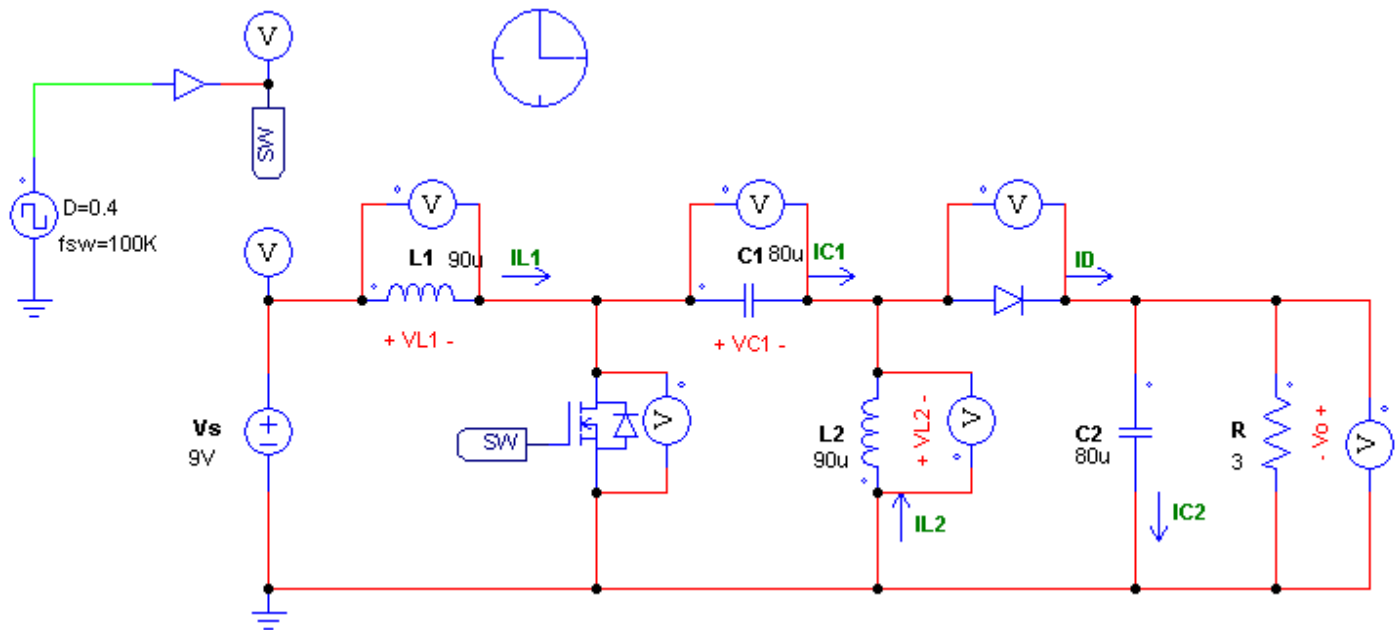 V
SW
D=0.4
fsw=100K
V
V
V
V
L1 90u
IL1
C1 80u
IC1
ID
+ VL1 -
+ VC1 -
Vs
9V
SW
V
L2
90u
+ VL2 -
V
C2
80u
R
3
- Vo +
V
IL2
IC2